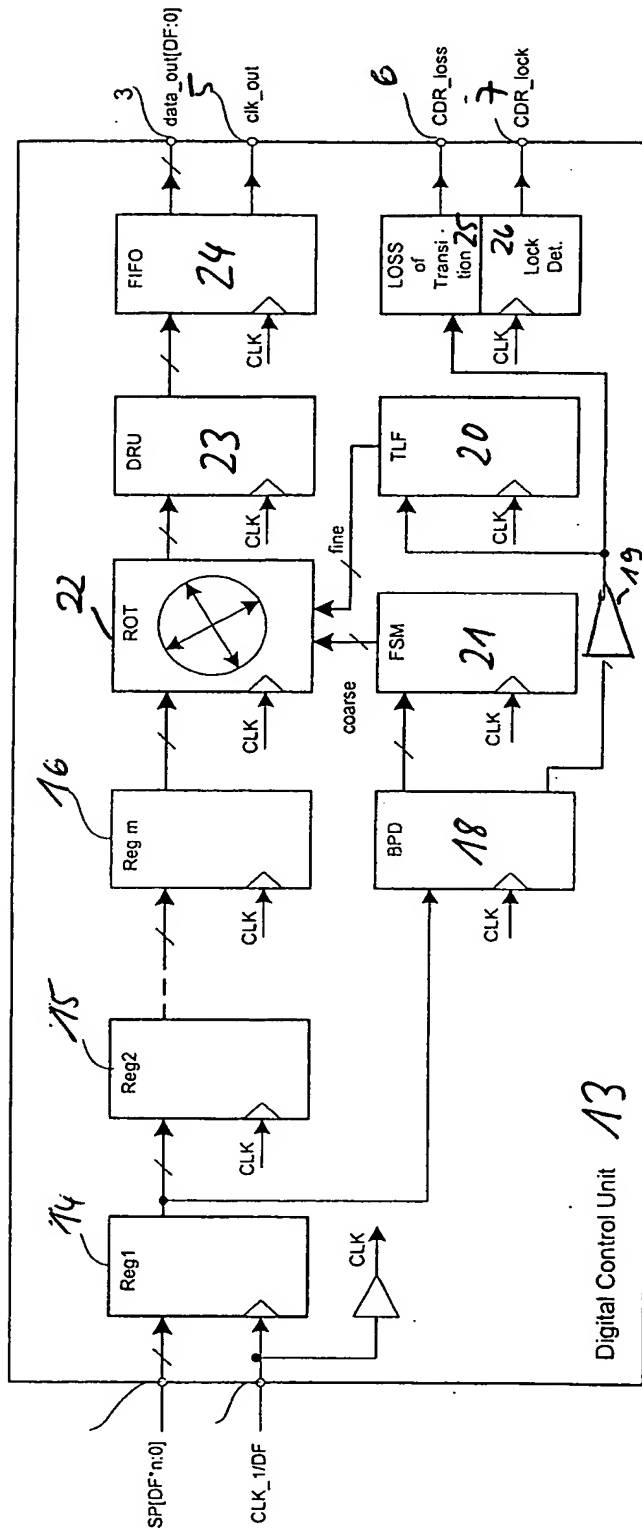 SP[DF*n:0]
CLK_1/DF
14
Reg1
CLK
15
Reg2
CLK
16
Reg m
CLK
22
ROT
CLK
coarse
fine
DRU
23
CLK
FIFO
24
CLK
3
data_out[DF:0]
5
clk_out
BPD
18
CLK
FSM
21
CLK
TLF
20
CLK
19
LOSS
of
Transi
tion
25
26
Lock
Det.
CLK
6
CDR_loss
7
CDR_lock
Digital Control Unit 13